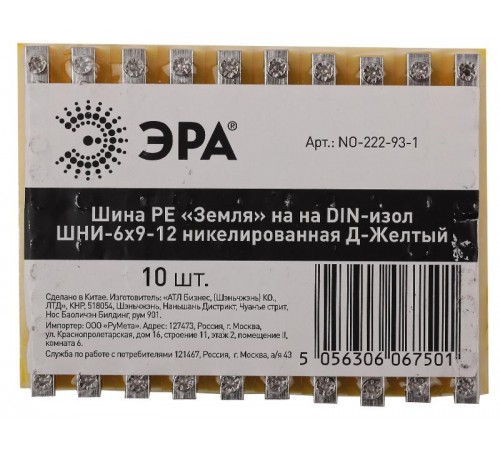 ЭРА®
Арт.: NO-222-93-1
Шина PE «Земля» на на DIN-изол
ШНИ-6х9-12 никелированная Д-Желтый
10 шт.
Сделано в Китае. Изготовитель: «АТЛ Бизнес, (Шэньчжэнь) КО.,
ЛТД», КНР, 518054, Шэньчжэнь, Наньшань Дистрикт, Чуанъе стрит,
Нос Баоличэн Билдинг, рум 901.
Импортер: ООО «РуМета». Адрес: 127473, Россия, г. Москва,
ул. Краснопролетарская, дом 16, строение 11, этаж 2, помещение II,
комната 6.
Служба по работе с потребителями 121467, Россия, г. Москва, а/я 43
5 056306 067501